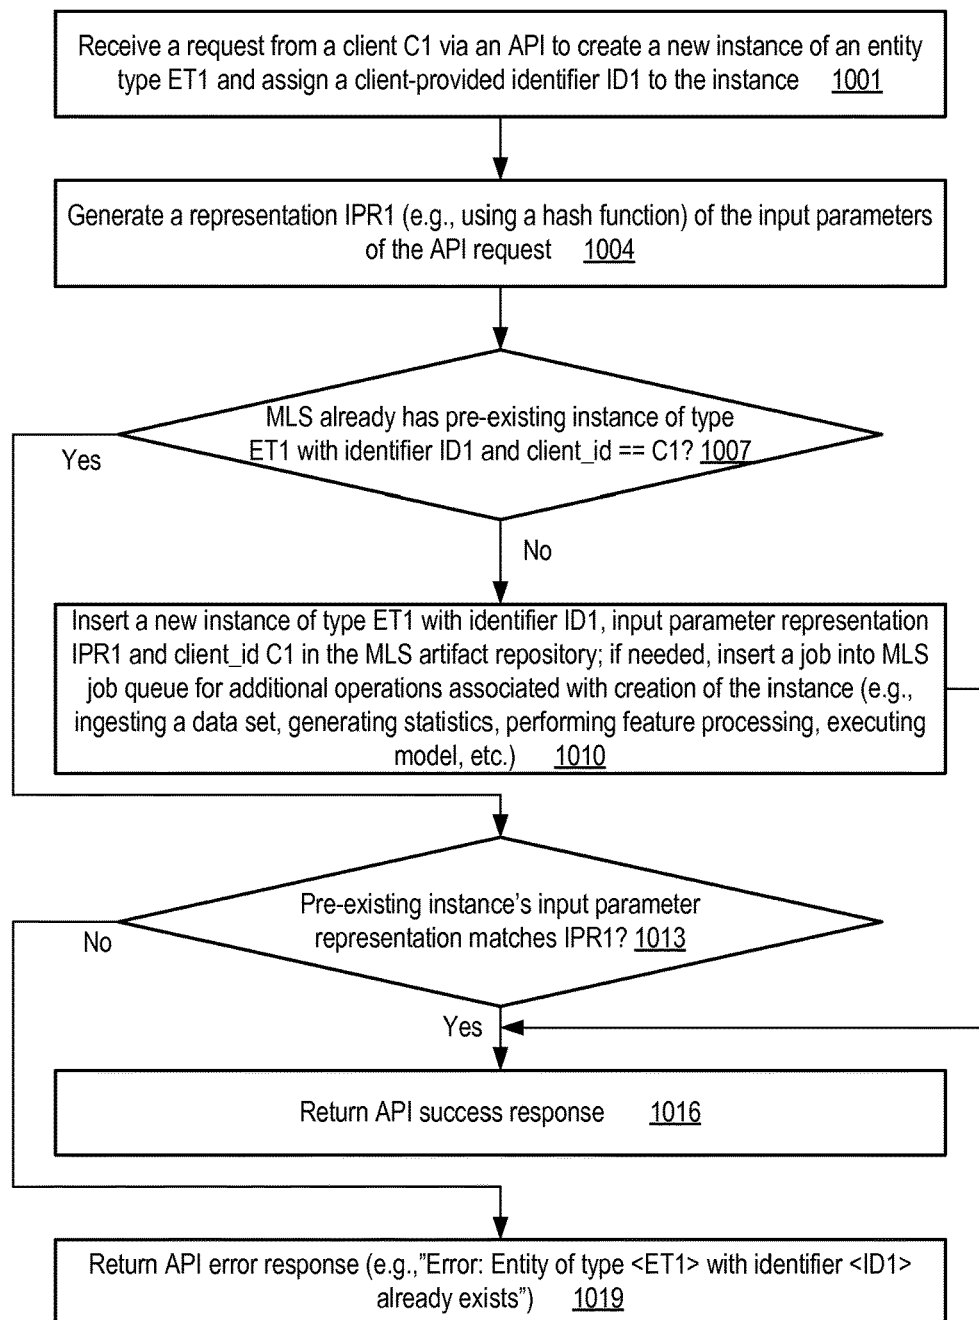 Receive a request from a client C1 via an API to create a new instance of an entity
type ET1 and assign a client-provided identifier ID1 to the instance 1001
Generate a representation IPR1 (e.g., using a hash function) of the input parameters
of the API request 1004
MLS already has pre-existing instance of type
ET1 with identifier ID1 and client_id == C1? 1007
Yes
No
Insert a new instance of type ET1 with identifier ID1, input parameter representation
IPR1 and client_id C1 in the MLS artifact repository; if needed, insert a job into MLS
job queue for additional operations associated with creation of the instance (e.g.,
ingesting a data set, generating statistics, performing feature processing, executing
model, etc.) 1010
Pre-existing instance's input parameter
representation matches IPR1? 1013
No
Yes
Return API success response 1016
Return API error response (e.g.,"Error: Entity of type <ET1> with identifier <ID1>
already exists") 1019